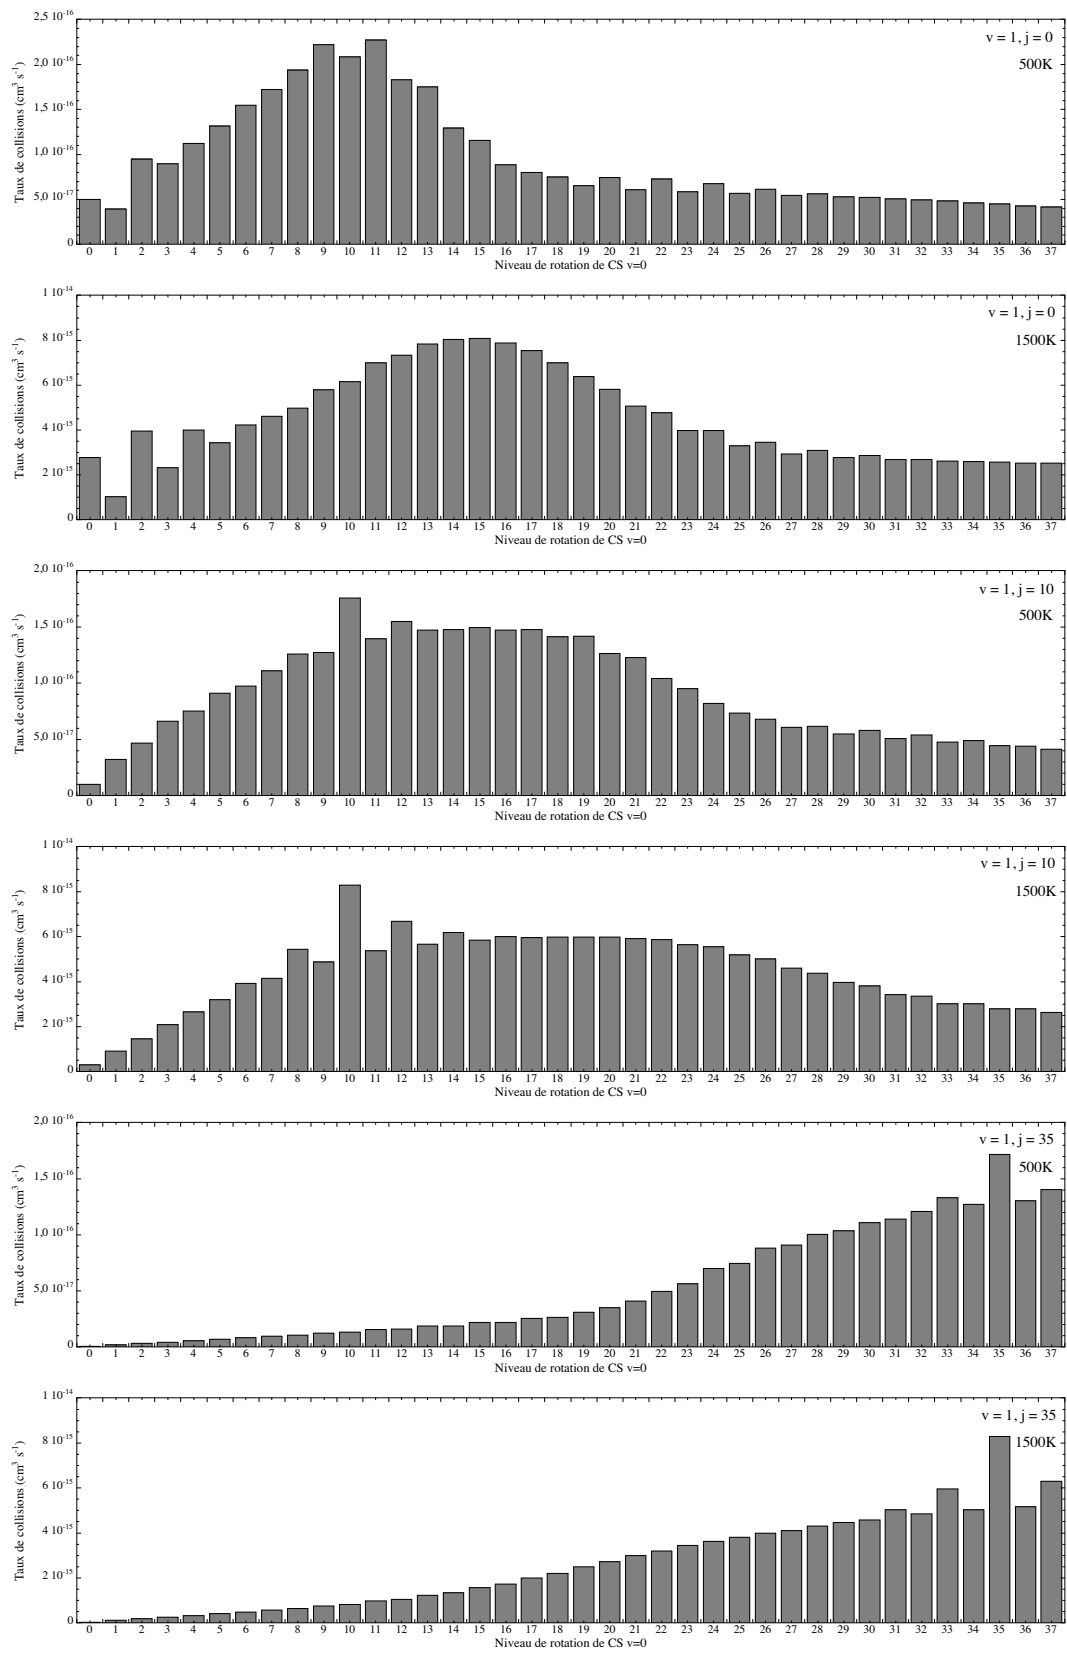 2,5 10-16
2,0 10-16
1,5 10-16
1,0 10-16
5,0 10-17
0
Taux de collisions (cm3 s-1)
v = 1, j = 0
500K
0 1 2 3 4 5 6 7 8 9 10 11 12 13 14 15 16 17 18 19 20 21 22 23 24 25 26 27 28 29 30 31 32 33 34 35 36 37
Niveau de rotation de CS v=0
1 10-14
8 10-15
6 10-15
4 10-15
2 10-15
0
Taux de collisions (cm3 s-1)
v = 1, j = 0
1500K
0 1 2 3 4 5 6 7 8 9 10 11 12 13 14 15 16 17 18 19 20 21 22 23 24 25 26 27 28 29 30 31 32 33 34 35 36 37
Niveau de rotation de CS v=0
2,0 10-16
1,5 10-16
1,0 10-16
5,0 10-17
0
Taux de collisions (cm3 s-1)
v = 1, j = 10
500K
0 1 2 3 4 5 6 7 8 9 10 11 12 13 14 15 16 17 18 19 20 21 22 23 24 25 26 27 28 29 30 31 32 33 34 35 36 37
Niveau de rotation de CS v=0
1 10-14
8 10-15
6 10-15
4 10-15
2 10-15
0
Taux de collisions (cm3 s-1)
v = 1, j = 10
1500K
0 1 2 3 4 5 6 7 8 9 10 11 12 13 14 15 16 17 18 19 20 21 22 23 24 25 26 27 28 29 30 31 32 33 34 35 36 37
Niveau de rotation de CS v=0
2,0 10-16
1,5 10-16
1,0 10-16
5,0 10-17
0
Taux de collisions (cm3 s-1)
v = 1, j = 35
500K
0 1 2 3 4 5 6 7 8 9 10 11 12 13 14 15 16 17 18 19 20 21 22 23 24 25 26 27 28 29 30 31 32 33 34 35 36 37
Niveau de rotation de CS v=0
1 10-14
8 10-15
6 10-15
4 10-15
2 10-15
0
Taux de collisions (cm3 s-1)
v = 1, j = 35
1500K
0 1 2 3 4 5 6 7 8 9 10 11 12 13 14 15 16 17 18 19 20 21 22 23 24 25 26 27 28 29 30 31 32 33 34 35 36 37
Niveau de rotation de CS v=0